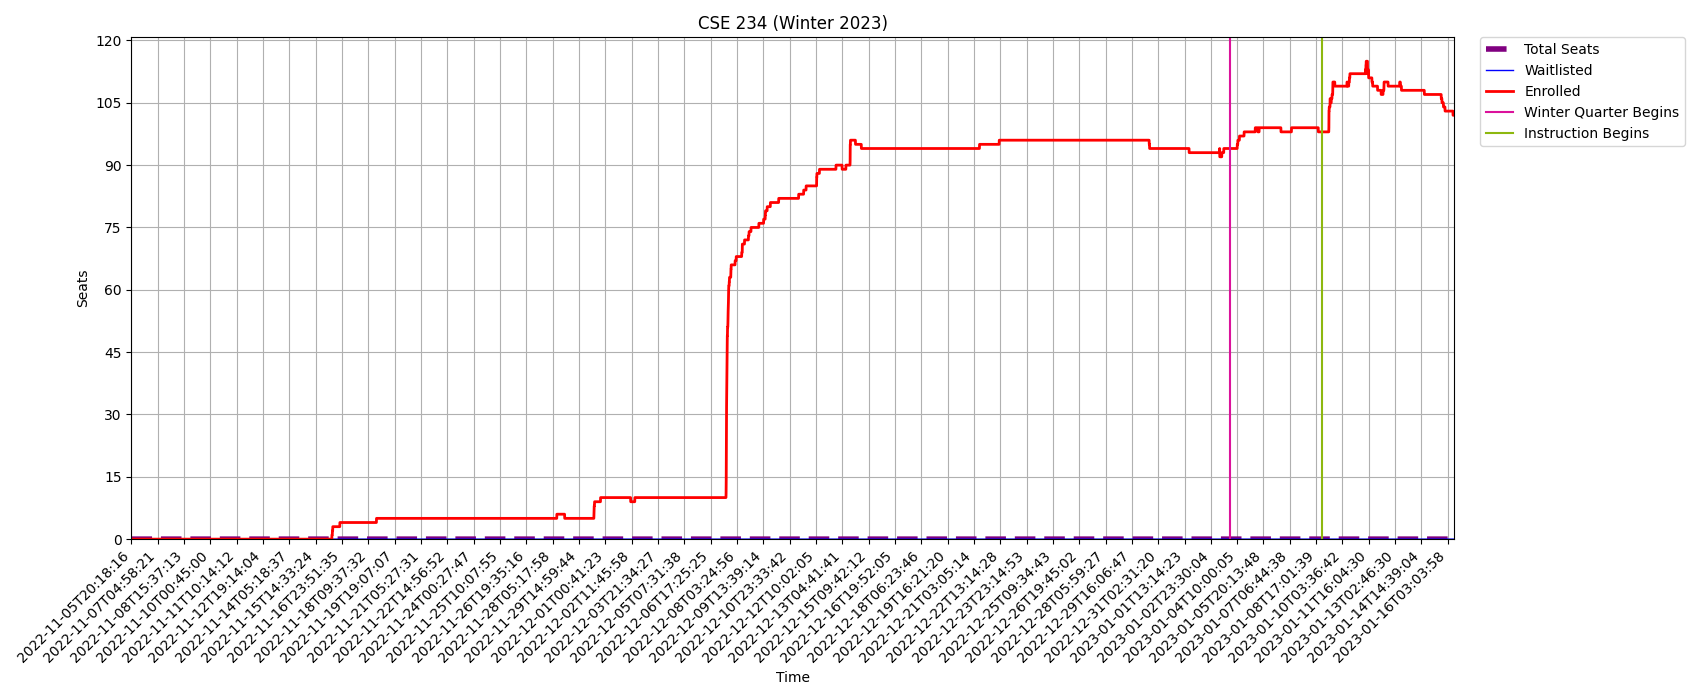 CSE 234 (Winter 2023)
Total Seats
Waitlisted
Enrolled
Winter Quarter Begins
Instruction Begins
Seats
120
105
90
75
60
45
30
15
0
2022-11-05T20:18:16
2022-11-07T04:58:21
2022-11-08T15:37:13
2022-11-10T00:45:00
2022-11-11T10:14:12
2022-11-12T19:14:04
2022-11-14T05:18:37
2022-11-15T14:33:24
2022-11-16T23:51:35
2022-11-18T09:37:32
2022-11-19T19:07:07
2022-11-21T05:27:31
2022-11-22T14:56:52
2022-11-24T00:27:47
2022-11-25T10:07:55
2022-11-26T19:35:16
2022-11-28T05:17:58
2022-11-29T14:59:44
2022-12-01T00:41:23
2022-12-02T11:45:58
2022-12-03T21:34:27
2022-12-05T07:31:38
2022-12-06T17:25:25
2022-12-08T03:24:56
2022-12-09T13:39:14
2022-12-10T23:33:42
2022-12-12T10:02:05
2022-12-13T04:41:41
2022-12-15T09:42:12
2022-12-16T19:52:05
2022-12-18T06:23:46
2022-12-19T16:21:20
2022-12-21T03:05:14
2022-12-22T13:14:28
2022-12-23T23:14:53
2022-12-25T09:34:43
2022-12-26T19:45:02
2022-12-28T05:59:27
2022-12-29T16:06:47
2022-12-31T02:31:20
2023-01-01T13:14:23
2023-01-02T23:30:04
2023-01-04T10:00:05
2023-01-05T20:13:48
2023-01-07T06:44:38
2023-01-08T17:01:39
2023-01-10T03:36:42
2023-01-11T16:04:30
2023-01-13T02:46:30
2023-01-14T14:39:04
2023-01-16T03:03:58
Time